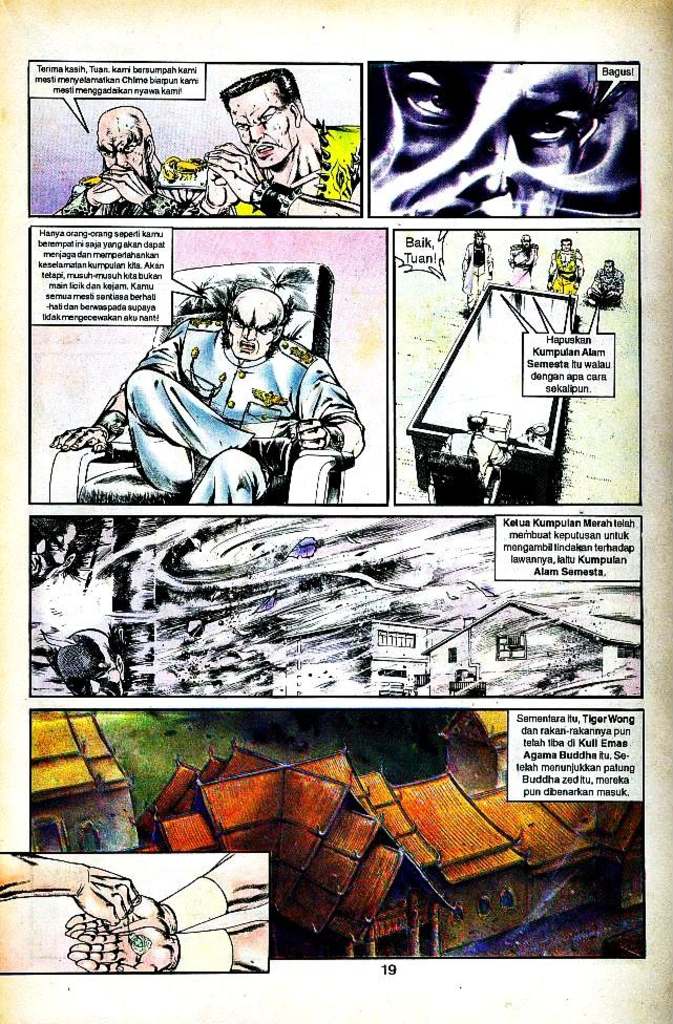 Terima kasih, Tuan. kami bersumpah kami
mesti menyelamatkan Chime biarpun kami
mesti menggadaikan nyawa kami!
Bagus!
Hanya orang-orang seperti kamu
berempat ini saja yang akan dapat
menjaga dan memperlahankan
keselamatan kumpulan kita. Akan
tetapi, musuh-musuh kita bukan
main licik dan kejam. Kamu
semua mesti sentiasa berhati
-hati dan berwaspada supaya
tidak mengecewakan aku nanti!
Baik,
Tuan!
Hapuskan
Kumpulan Alam
Semesta itu walau
dengan apa cara
sekalipun.
Ketua Kumpulan Merah telah
membuat keputusan untuk
mengambil tindakan terhadap
lawannya, iaitu Kumpulan
Alam Semesta.
Sementara itu, Tiger Wong
dan rakan-rakannya pun
telah tiba di Kuil Emas
Agama Buddha itu. Se-
telah menunjukkan patung
Buddha zed itu, mereka
pun dibenarkan masuk.
19